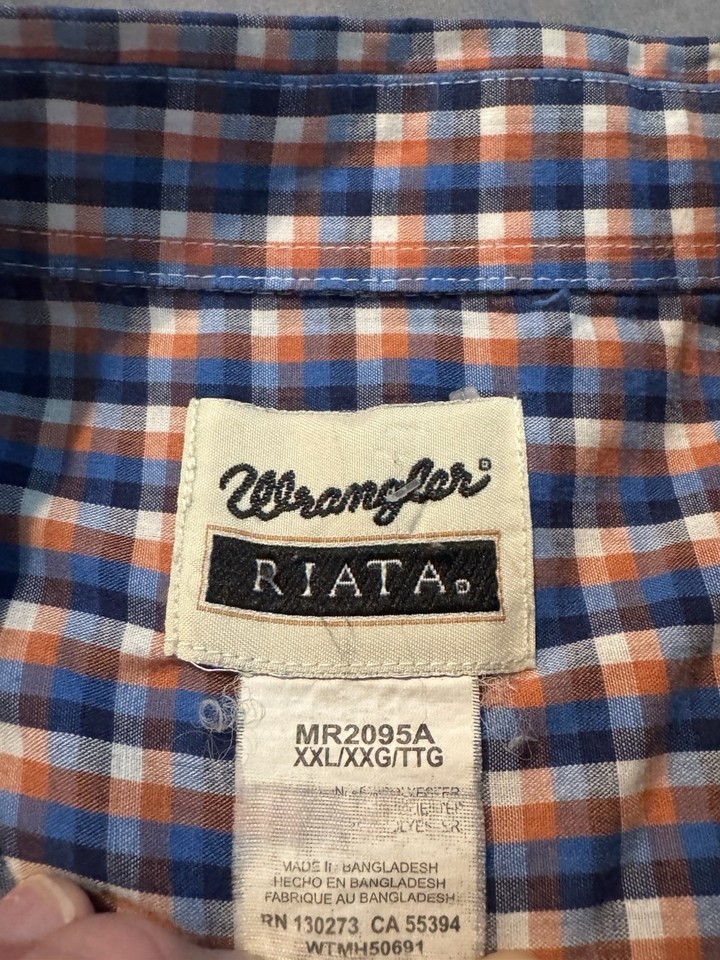 Wrangler®
RIATA®
MR2095A
XXL/XXG/TTG
MADE IN BANGLADESH
HECHO EN BANGLADESH
FABRIQUE AU BANGLADESH
RN 130273 CA 55394
WTMH50691